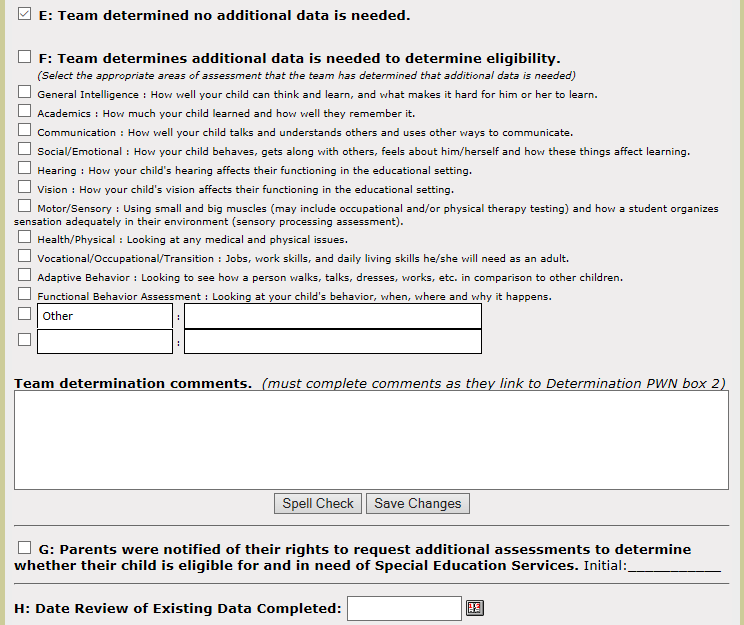 E: Team determined no additional data is needed.
F: Team determines additional data is needed to determine eligibility.
(Select the appropriate areas of assessment that the team has determined that additional data is needed)
General Intelligence : How well your child can think and learn, and what makes it hard for him or her to learn.
Academics : How much your child learned and how well they remember it.
Communication : How well your child talks and understands others and uses other ways to communicate.
Social/Emotional : How your child behaves, gets along with others, feels about him/herself and how these things affect learning.
Hearing : How your child's hearing affects their functioning in the educational setting.
Vision : How your child's vision affects their functioning in the educational setting.
Motor/Sensory : Using small and big muscles (may include occupational and/or physical therapy testing) and how a student organizes
sensation adequately in their environment (sensory processing assessment).
Health/Physical : Looking at any medical and physical issues.
Vocational/Occupational/Transition : Jobs, work skills, and daily living skills he/she will need as an adult.
Adaptive Behavior : Looking to see how a person walks, talks, dresses, works, etc. in comparison to other children.
Functional Behavior Assessment : Looking at your child's behavior, when, where and why it happens.
Other :
:
Team determination comments. (must complete comments as they link to Determination PWN box 2)
Spell Check Save Changes
G: Parents were notified of their rights to request additional assessments to determine
whether their child is eligible for and in need of Special Education Services. Initial:___________
H: Date Review of Existing Data Completed: